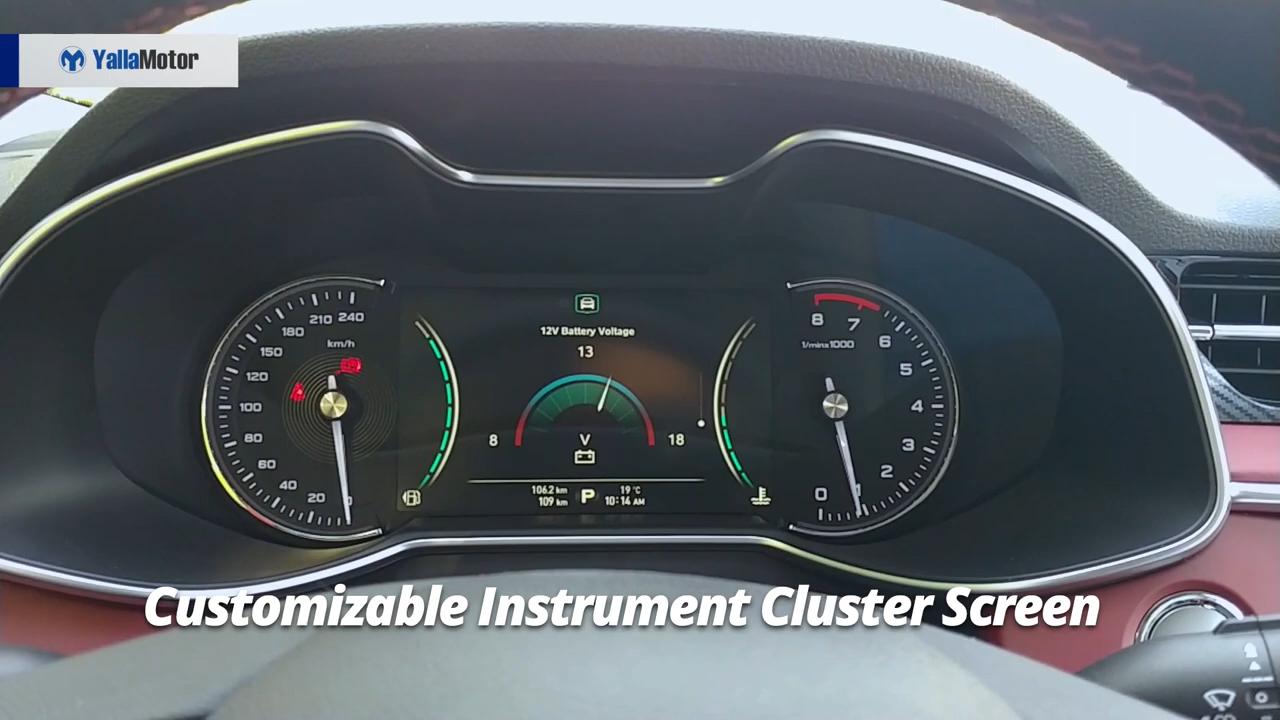 YallaMotor
12V Battery Voltage
13
8
18
V
106.2 km
109 km
P
19 °C
10:14 AM
km/h
0
20
40
60
80
100
120
150
180
210
240
1/minx1000
0
1
2
3
4
5
6
7
8
Customizable Instrument Cluster Screen